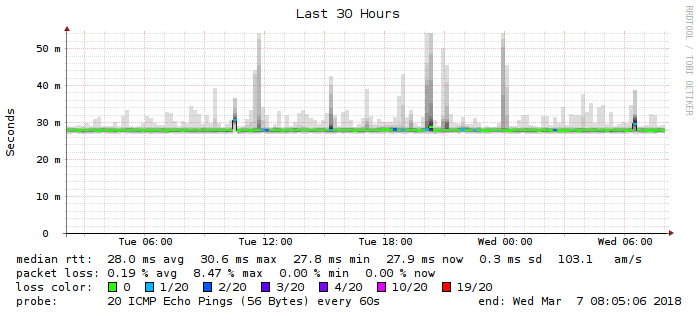 Last 30 Hours
RRDTOOL / TOBI OETIKER
Seconds
50 m
40 m
30 m
20 m
10 m
0
Tue 06:00 Tue 12:00 Tue 18:00 Wed 00:00 Wed 06:00
median rtt: 28.0 ms avg 30.6 ms max 27.8 ms min 27.9 ms now 0.3 ms sd 103.1 am/s
packet loss: 0.19 % avg 8.47 % max 0.00 % min 0.00 % now
loss color: 0 1/20 2/20 3/20 4/20 10/20 19/20
probe: 20 ICMP Echo Pings (56 Bytes) every 60s end: Wed Mar 7 08:05:06 2018